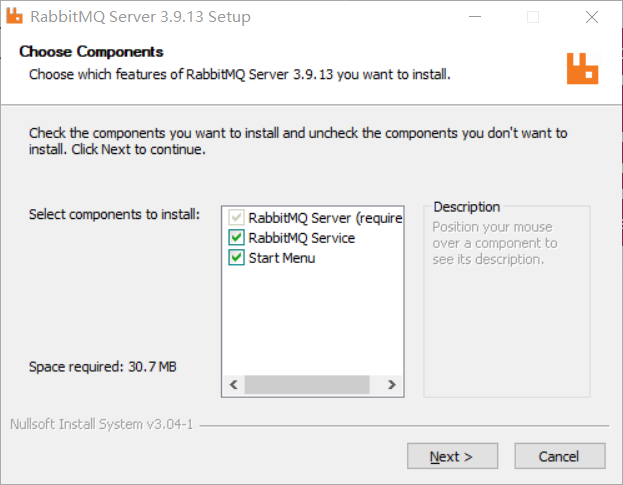 RabbitMQ Server 3.9.13 Setup
Choose Components
Choose which features of RabbitMQ Server 3.9.13 you want to install.
Check the components you want to install and uncheck the components you don't want to
install. Click Next to continue.
Select components to install:
RabbitMQ Server (require
RabbitMQ Service
Start Menu
Description
Position your mouse
over a component to
see its description.
Space required: 30.7 MB
Nullsoft Install System v3.04-1
Next >
Cancel